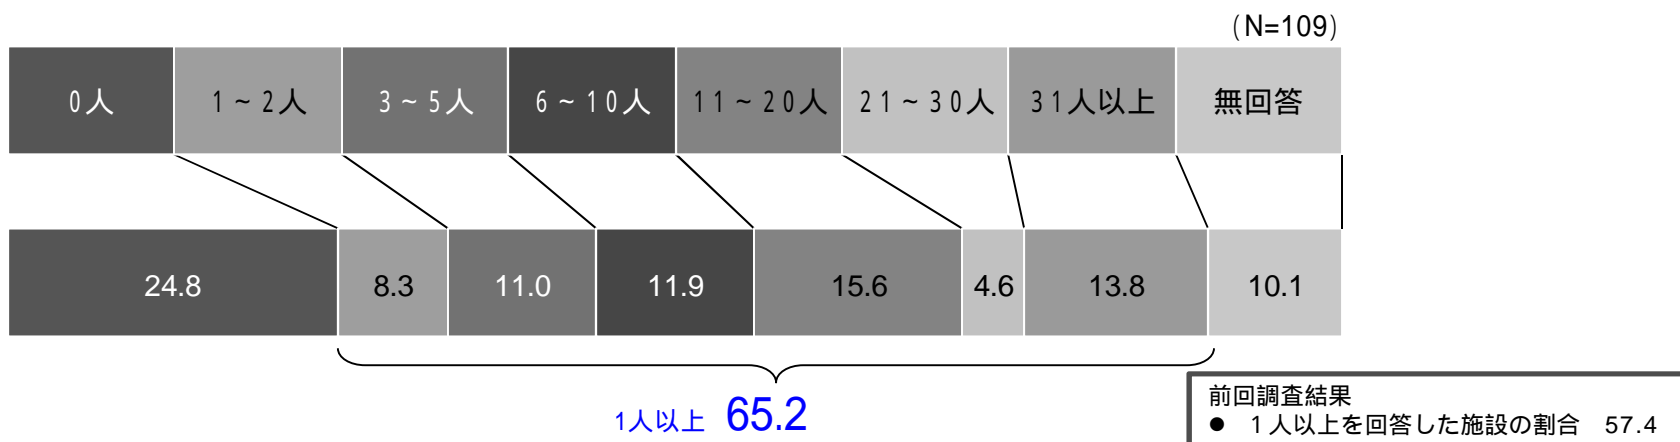 (N=109)
0人 1~2人 3~5人 6~10人 11~20人 21~30人 31人以上 無回答
24.8 8.3 11.0 11.9 15.6 4.6 13.8 10.1
1人以上 65.2
前回調査結果
● 1人以上を回答した施設の割合 57.4